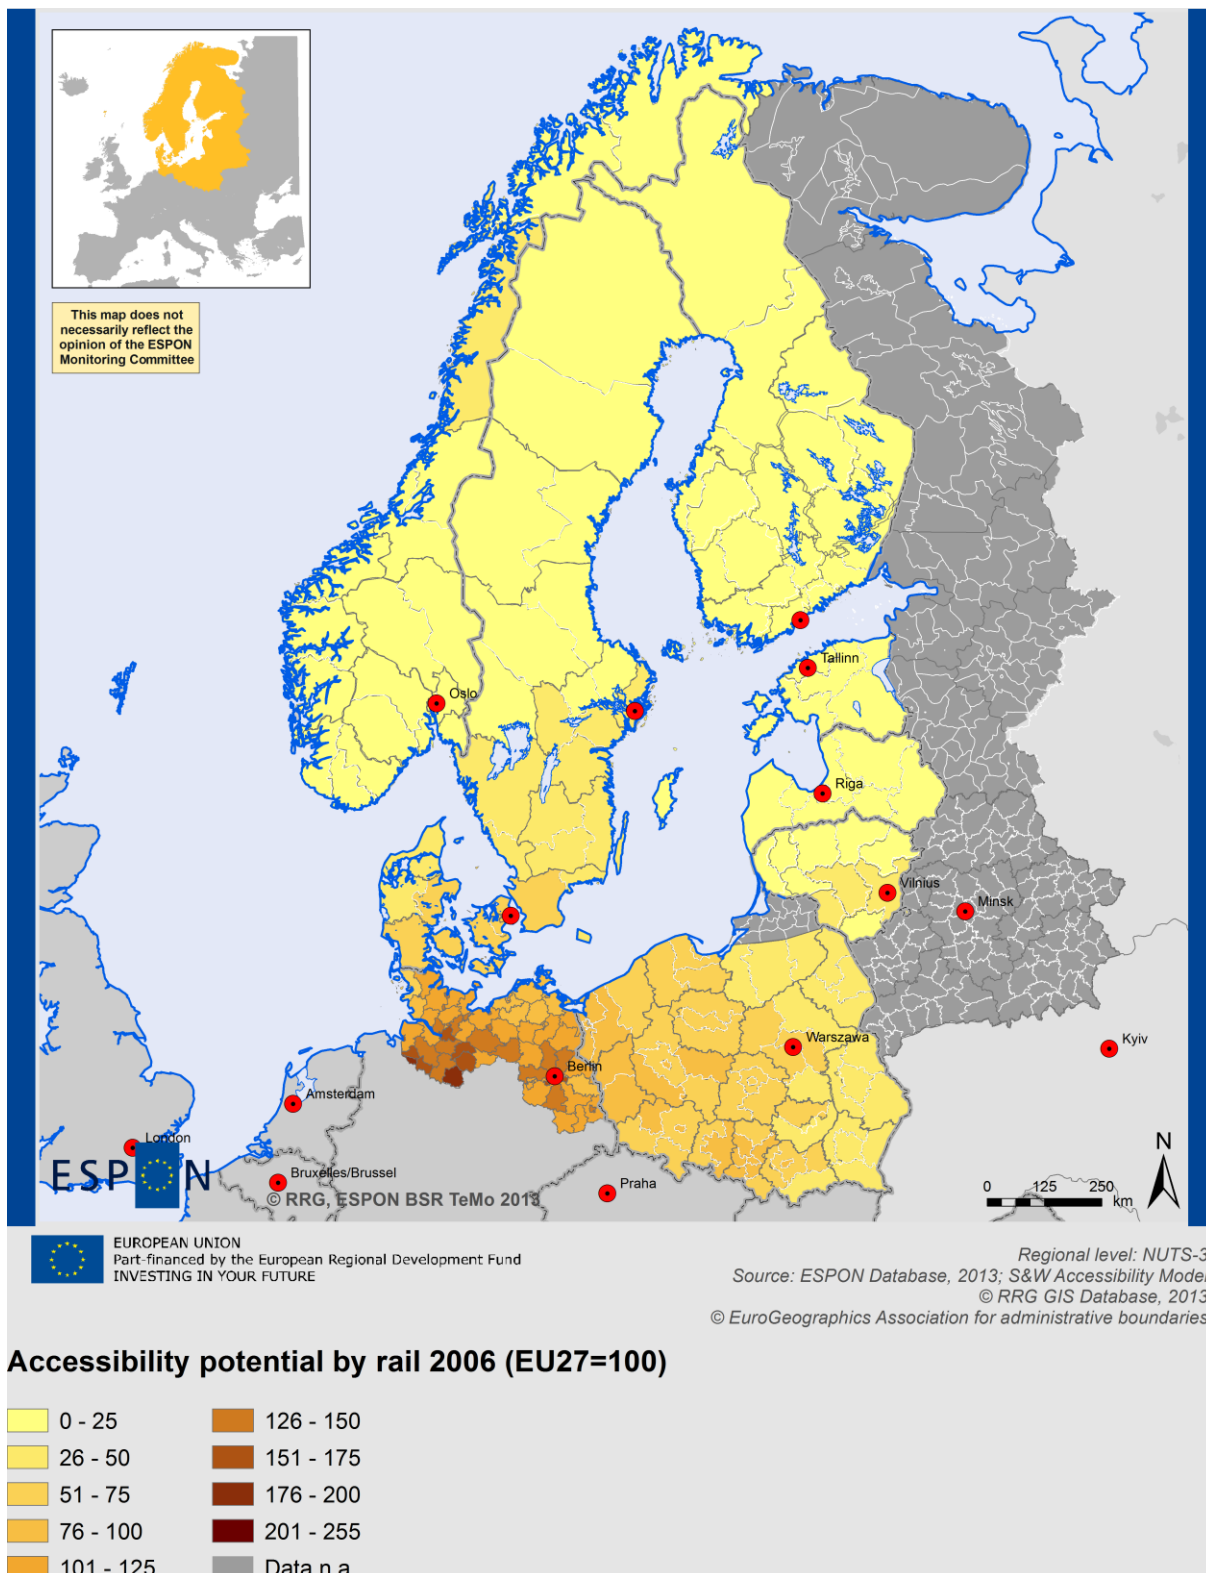 This map does not
necessarily reflect the
opinion of the ESPON
Monitoring Committee
Oslo
Tallinn
Riga
Vilnius
Minsk
Warszawa
Kyiv
Berlin
Amsterdam
London
ESPON
Bruxelles/Brussel
Praha
© RRG, ESPON BSR TeMo 2013
N
0 125 250
km
EUROPEAN UNION
Part-financed by the European Regional Development Fund
INVESTING IN YOUR FUTURE
Regional level: NUTS-3
Source: ESPON Database, 2013; S&W Accessibility Model
© RRG GIS Database, 2013
© EuroGeographics Association for administrative boundaries
Accessibility potential by rail 2006 (EU27=100)
0 - 25
26 - 50
51 - 75
76 - 100
101 - 125
126 - 150
151 - 175
176 - 200
201 - 255
Data n.a.